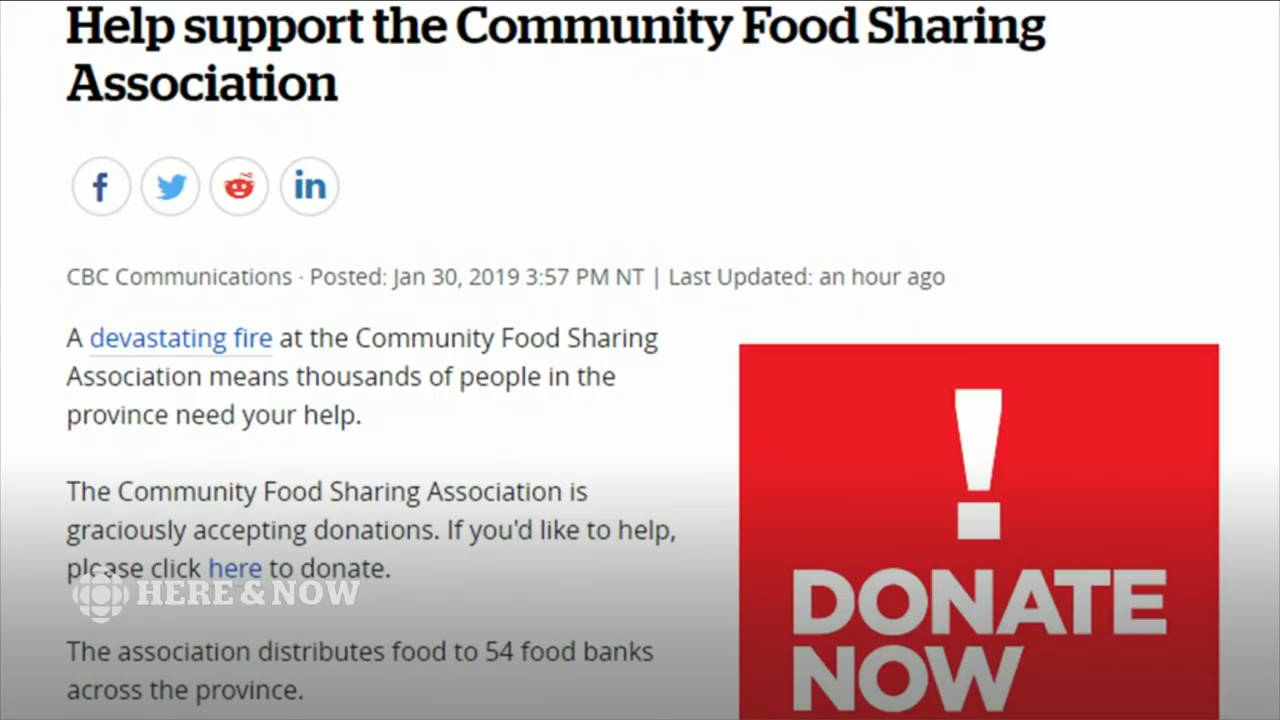 Help support the Community Food Sharing
Association
f
in
CBC Communications · Posted: Jan 30, 2019 3:57 PM NT | Last Updated: an hour ago
A devastating fire at the Community Food Sharing
Association means thousands of people in the
province need your help.
The Community Food Sharing Association is
graciously accepting donations. If you'd like to help,
please click here to donate.
HERE & NOW
The association distributes food to 54 food banks
across the province.
!
DONATE
NOW